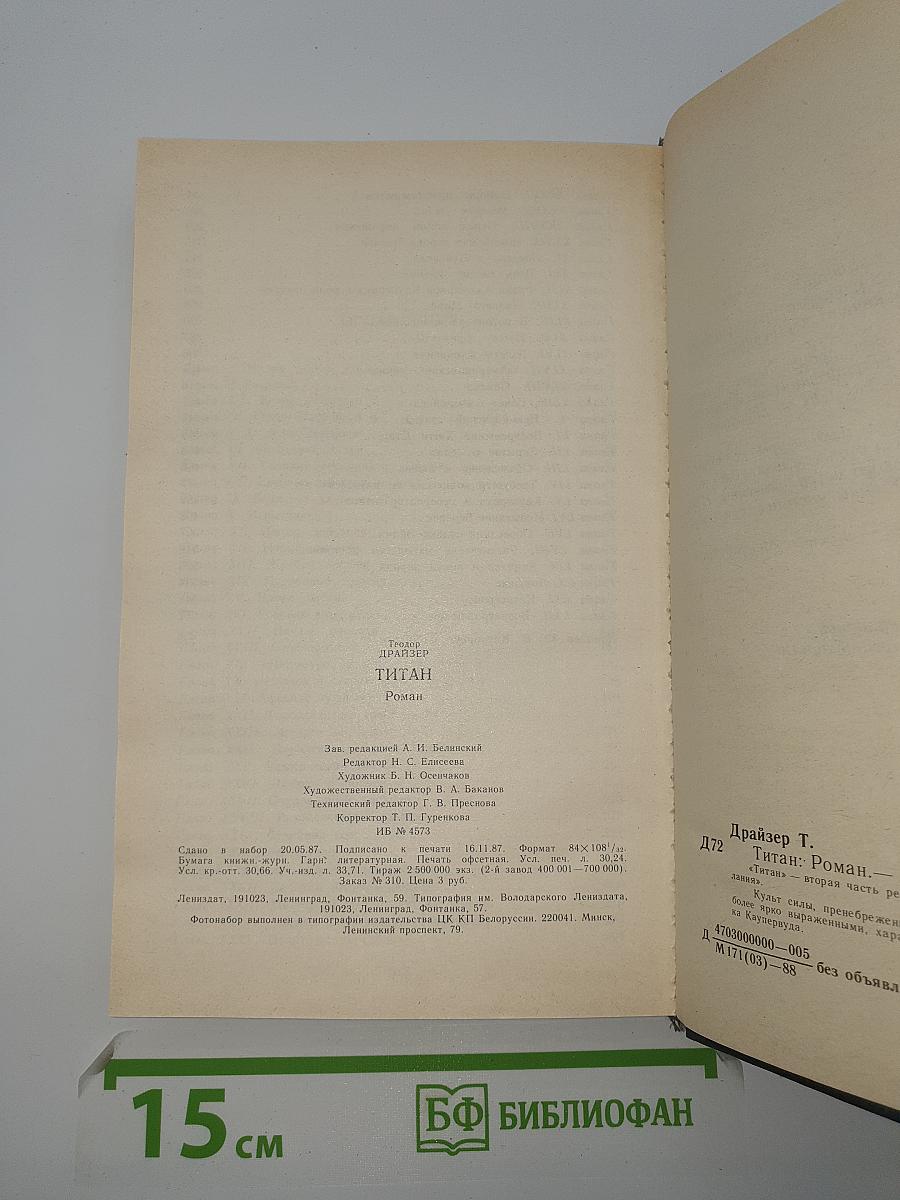 Теодор
ДРАЙЗЕР
ТИТАН
Роман
Зав. редакцией А. И. Белинский
Редактор Н. С. Елисеева
Художник Б. Н. Осенчаков
Художественный редактор В. А. Баканов
Технический редактор Г. В. Преснова
Корректор Т. П. Гуренкова
ИБ № 4573
Сдано в набор 20.05.87. Подписано к печати 16.11.87. Формат 84×108¹/₃₂.
Бумага книжн.-журн. Гарн. литературная. Печать офсетная. Усл. печ. л. 30,24.
Усл. кр.-отт. 30,66. Уч.-изд. л. 33,71. Тираж 2 500 000 экз. (2-й завод 400 001—700 000).
Заказ № 310. Цена 3 руб.
Лениздат, 191023, Ленинград, Фонтанка, 59. Типография им. Володарского Лениздата,
191023, Ленинград, Фонтанка, 57.
Фотонабор выполнен в типографии издательства ЦК КП Белоруссии. 220041. Минск,
Ленинский проспект, 79.
Драйзер Т.
Д72 Титан: Роман.—
«Титан» — вторая часть
лания».
Культ силы,
более ярко выраженными,
ка Каупервуда.
Д 4703000000—005
М171(03)—88 без
15 см
БФ БИБЛИОФАН